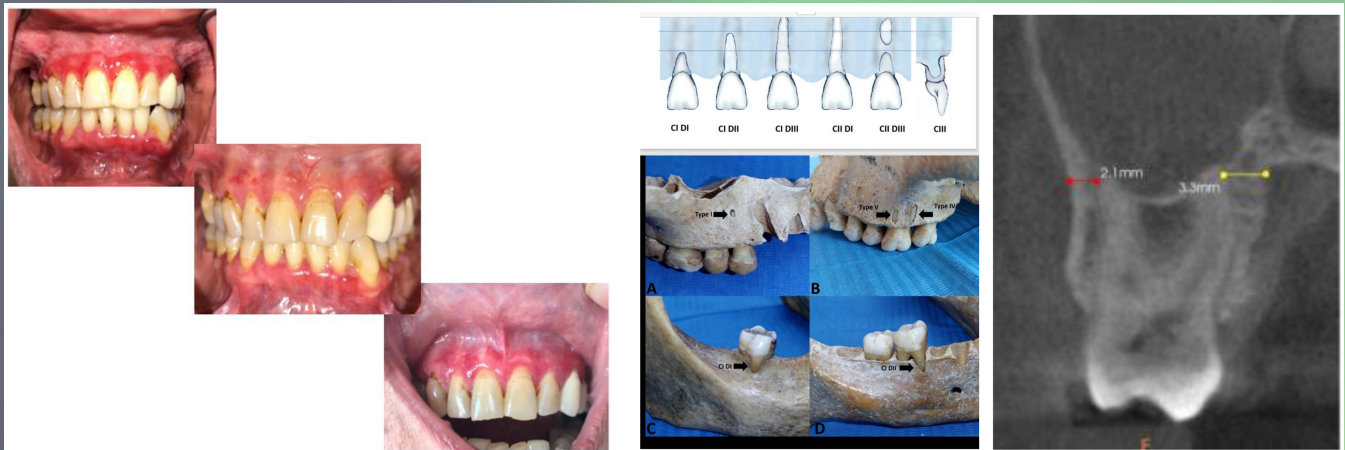 CI DI CI DII CI DIII CII DI CII DIII CIII
Type I
Type V Type IV
A B
CI DI
CI DII
C D
2.1mm
3.3mm